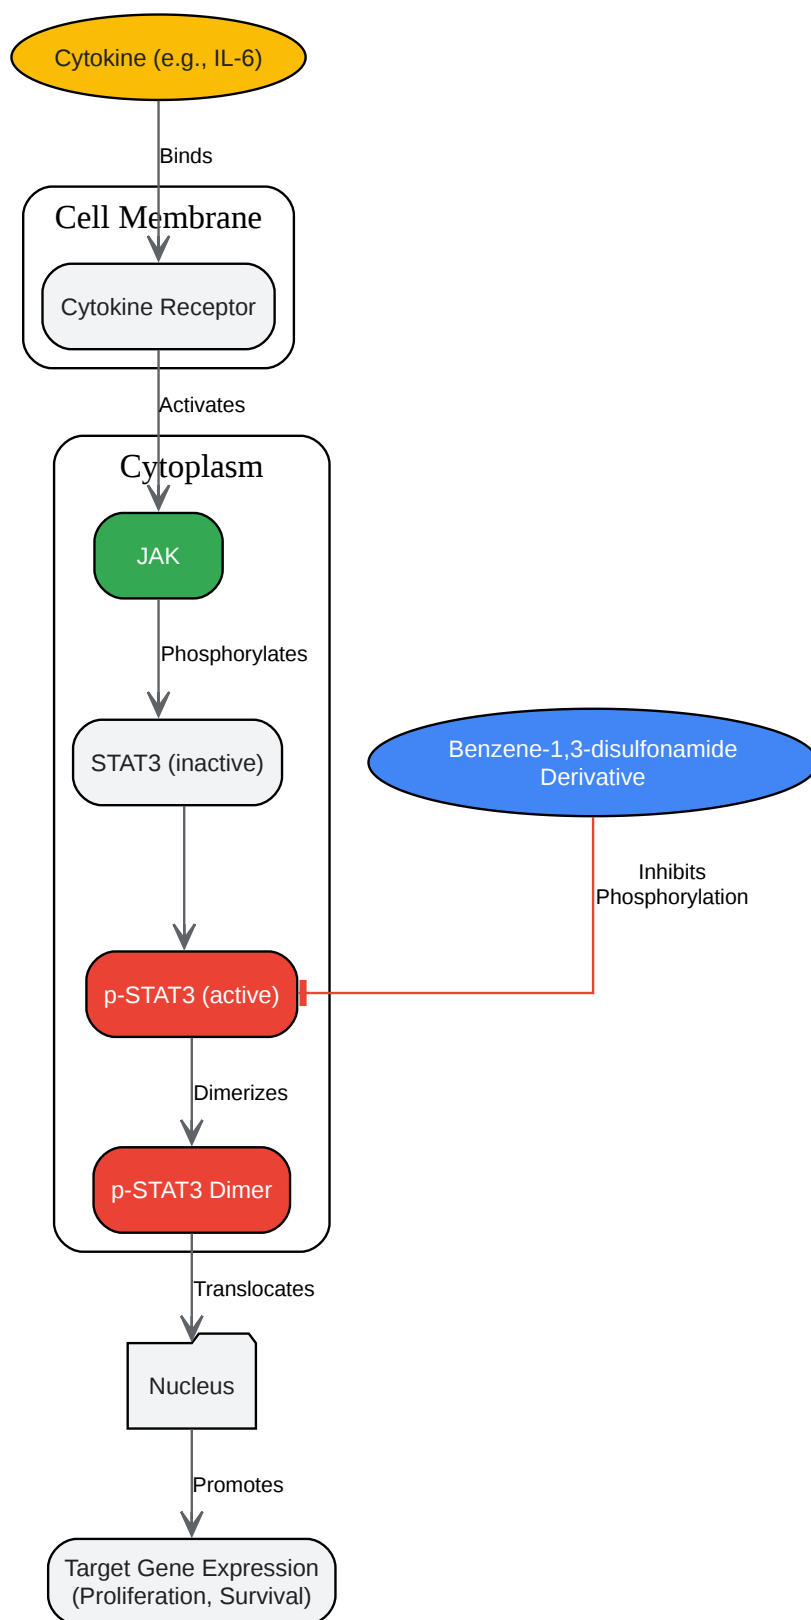 Cytokine (e.g., IL-6)
Binds
Cell Membrane
Cytokine Receptor
Activates
Cytoplasm
JAK
Phosphorylates
STAT3 (inactive)
Benzene-1,3-disulfonamide
Derivative
Inhibits
Phosphorylation
p-STAT3 (active)
Dimerizes
p-STAT3 Dimer
Translocates
Nucleus
Promotes
Target Gene Expression
(Proliferation, Survival)